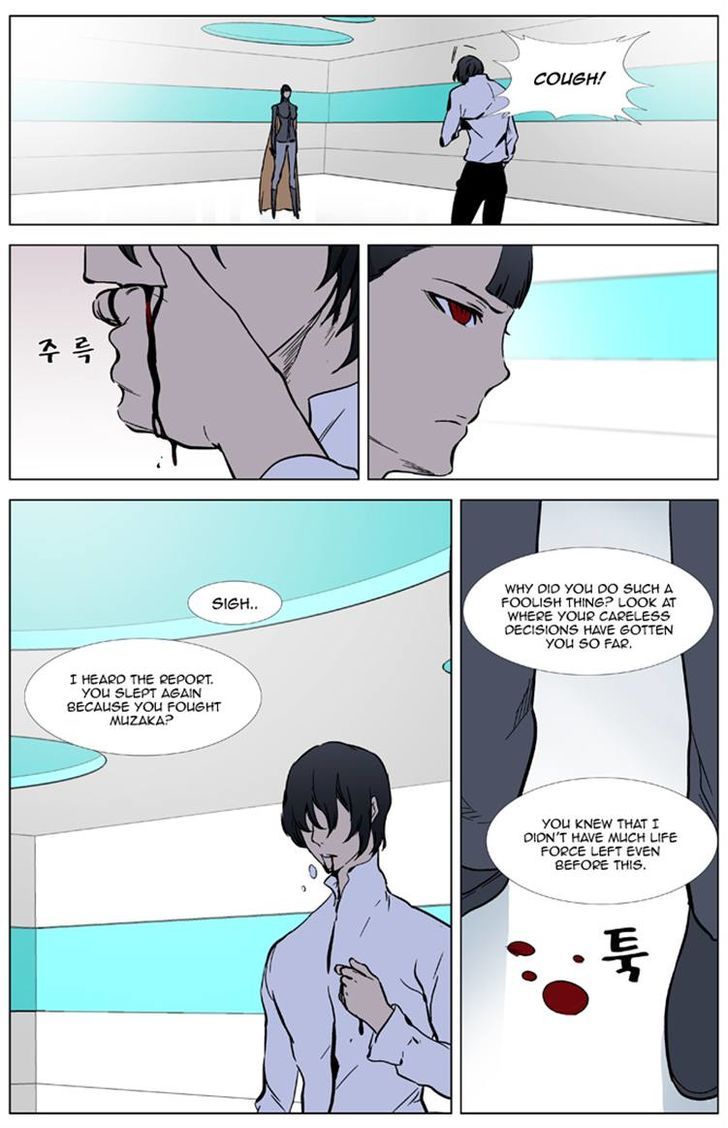 COUGH!
주륵
SIGH..
I HEARD THE REPORT.
YOU SLEPT AGAIN
BECAUSE YOU FOUGHT
MUZAKA?
WHY DID YOU DO SUCH A
FOOLISH THING? LOOK AT
WHERE YOUR CARELESS
DECISIONS HAVE GOTTEN
YOU SO FAR.
YOU KNEW THAT I
DIDN'T HAVE MUCH LIFE
FORCE LEFT EVEN
BEFORE THIS.
툭